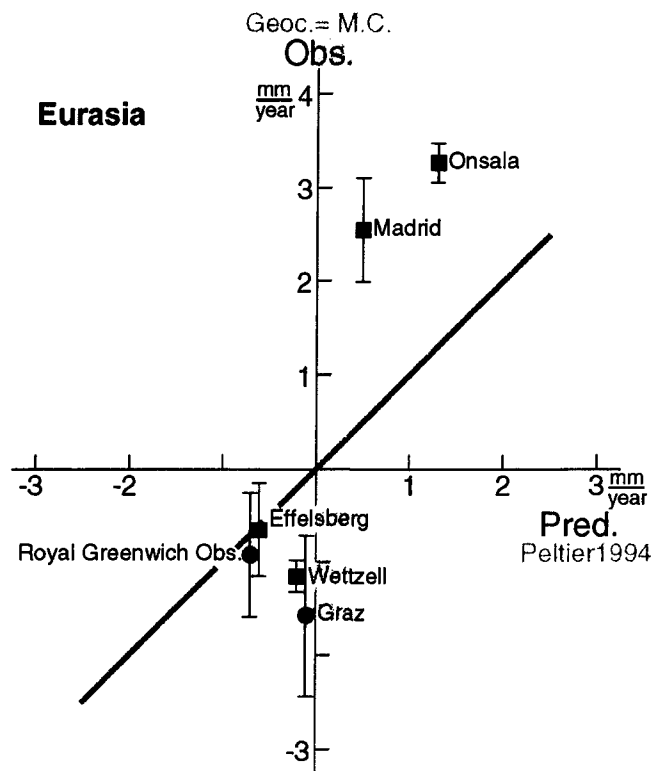 Geoc.= M.C.
Obs.
mm
year
4
Eurasia
Onsala
3
Madrid
2
1
-3 -2 1 2 3 mm
year
Effelsberg
Pred.
Royal Greenwich Obs.
Peltier1994
Wettzell
Graz
-3